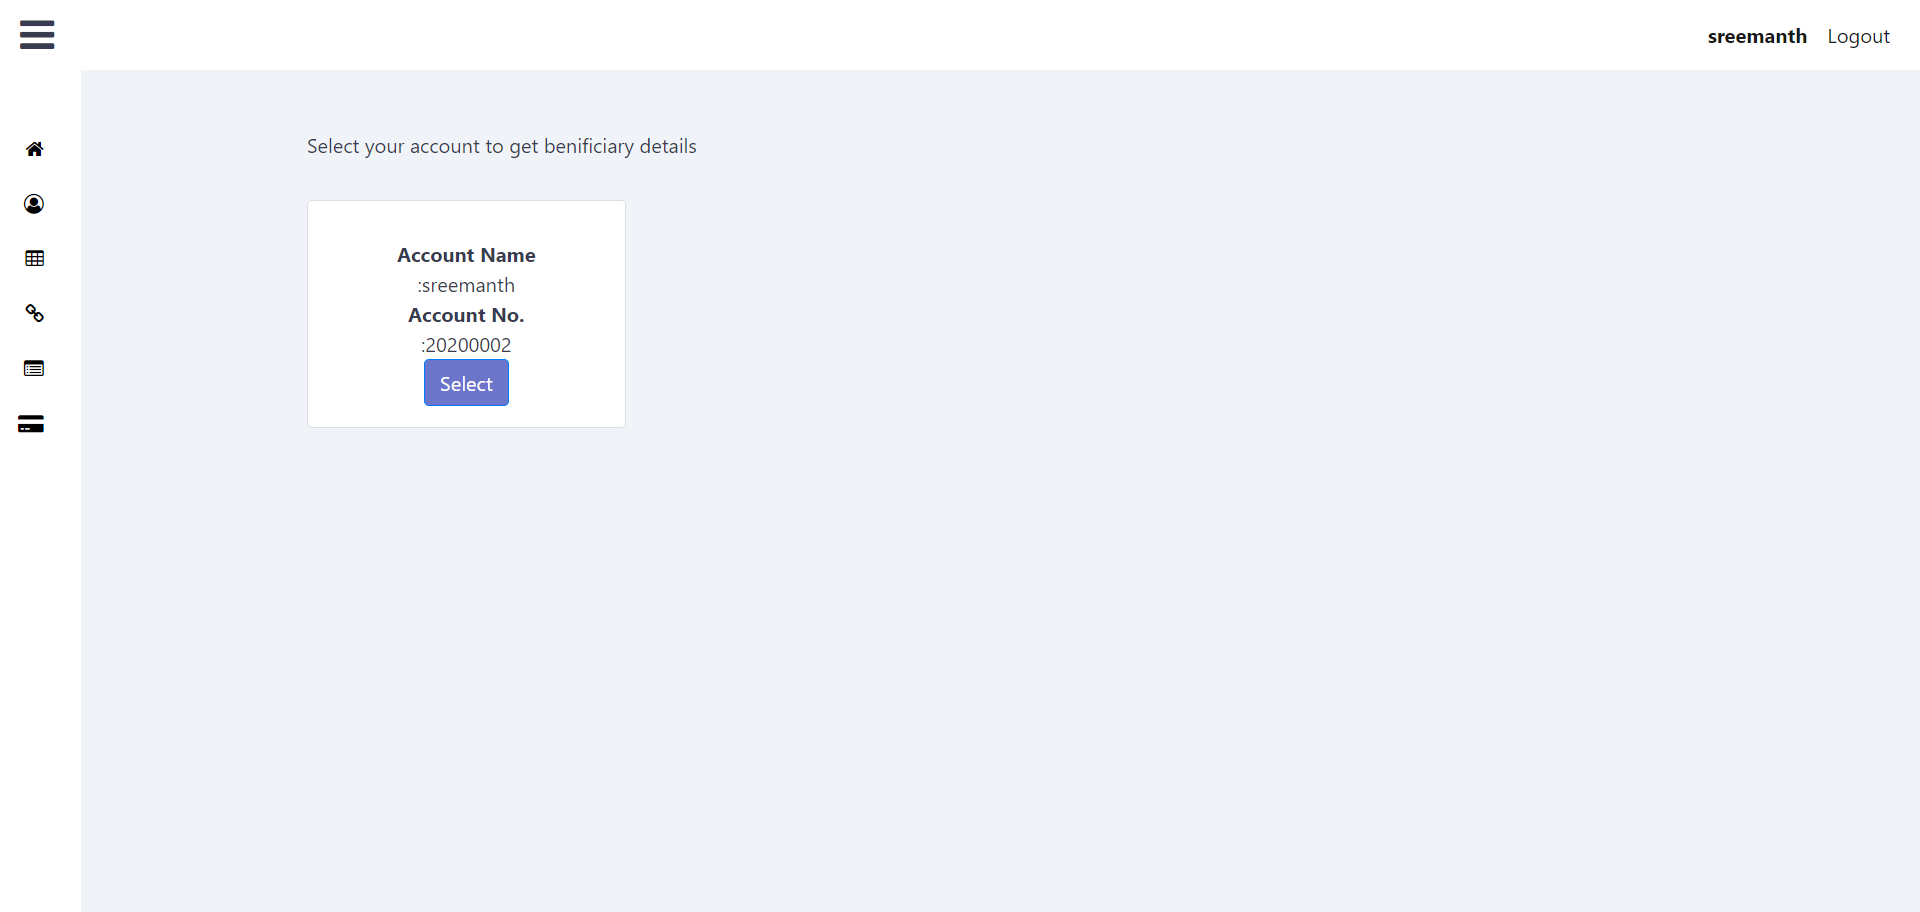 sreemanth Logout
Select your account to get benificiary details
Account Name
:sreemanth
Account No.
:20200002
Select